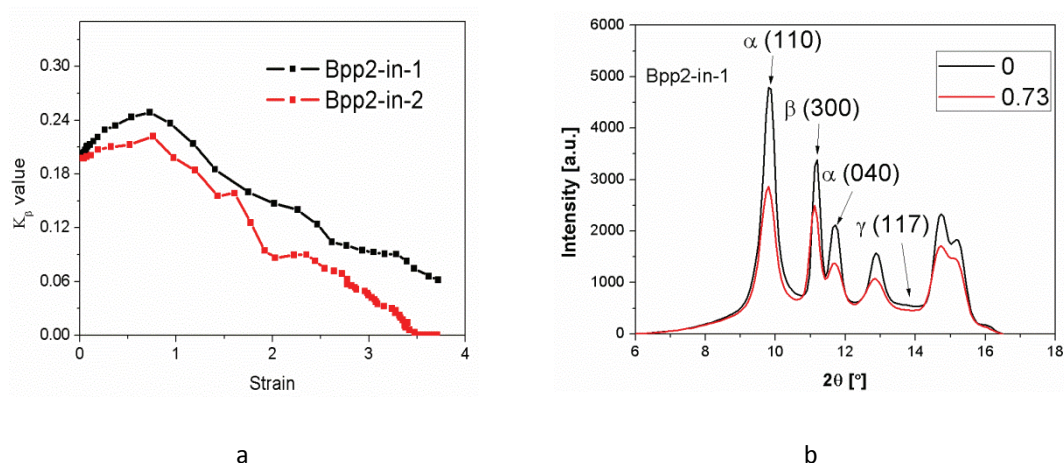 0.30
0.24
0.18
0.12
0.06
0.00
Kβ value
Bpp2-in-1
Bpp2-in-2
0 1 2 3 4
Strain
a
6000
5000
4000
3000
2000
1000
0
Intensity [a.u.]
α (110)
Bpp2-in-1
β (300)
α (040)
γ (117)
0
0.73
6 8 10 12 14 16 18
2θ [°]
b